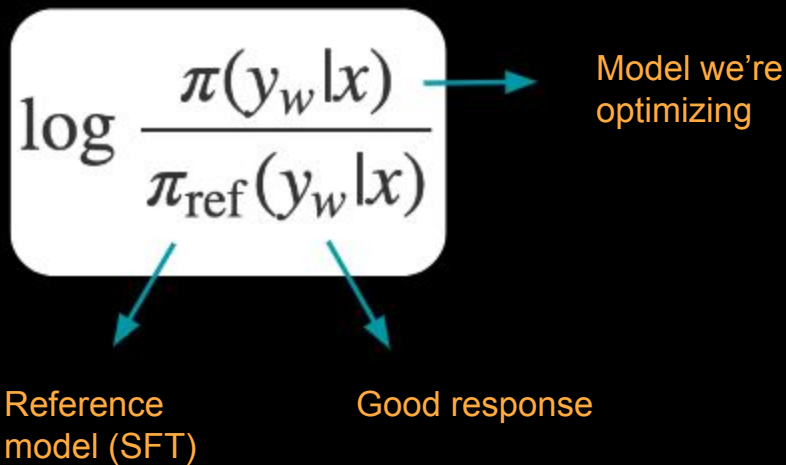 log π(y_w|x) / π_ref(y_w|x)
Model we're
optimizing
Reference
model (SFT)
Good response